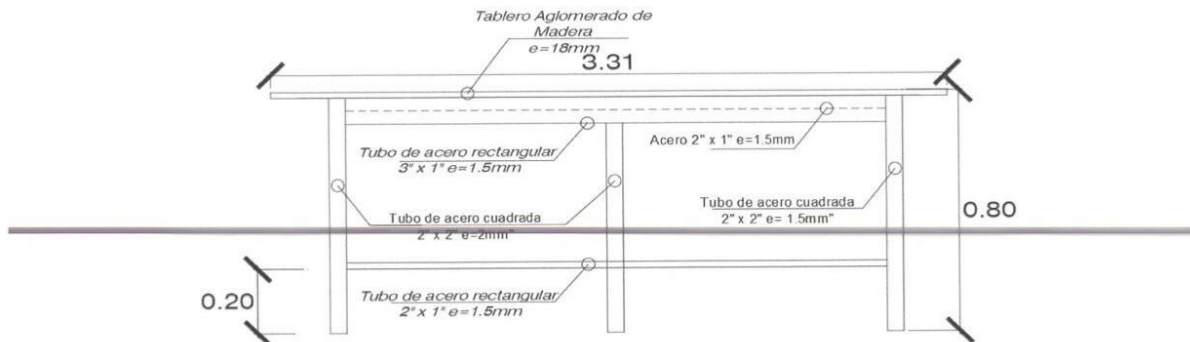 Tablero Aglomerado de
Madera
e=18mm
3.31
Acero 2" x 1" e=1.5mm
Tubo de acero rectangular
3" x 1" e=1.5mm
Tubo de acero cuadrada
2" x 2" e=2mm"
Tubo de acero cuadrada
2" x 2" e= 1.5mm"
0.80
0.20
Tubo de acero rectangular
2" x 1" e=1.5mm